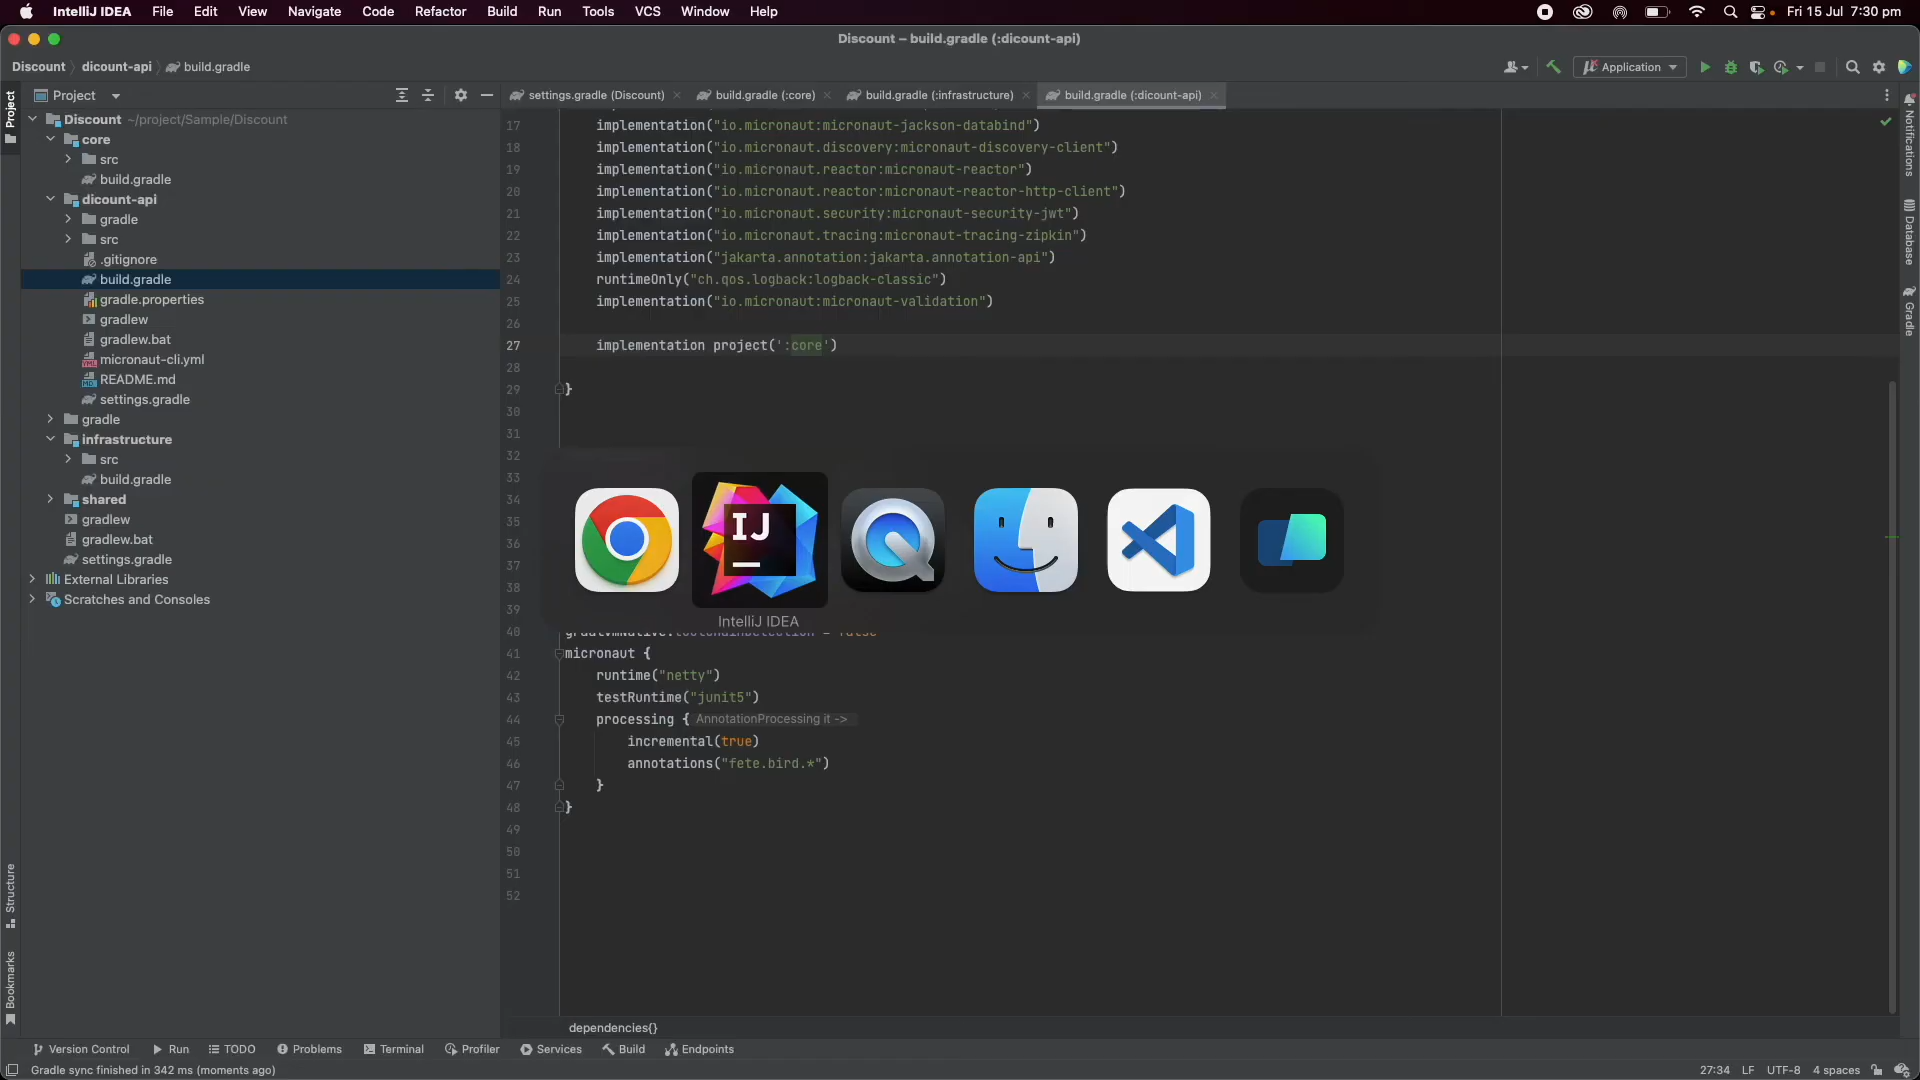 IntelliJ IDEA File Edit View Navigate Code Refactor Build Run Tools VCS Window Help Fri 15 Jul 7:30 pm
Discount – build.gradle (:dicount-api)
Discount dicount-api build.gradle Application
Project
Project
settings.gradle (Discount) build.gradle (:core) build.gradle (:infrastructure) build.gradle (:dicount-api)
Notifications
Database
Gradle
Structure
Bookmarks
Discount ~/project/Sample/Discount
core
src
build.gradle
dicount-api
gradle
src
.gitignore
build.gradle
gradle.properties
gradlew
gradlew.bat
micronaut-cli.yml
README.md
settings.gradle
gradle
infrastructure
src
build.gradle
shared
gradlew
gradlew.bat
settings.gradle
External Libraries
Scratches and Consoles
17 implementation("io.micronaut:micronaut-jackson-databind")
18 implementation("io.micronaut.discovery:micronaut-discovery-client")
19 implementation("io.micronaut.reactor:micronaut-reactor")
20 implementation("io.micronaut.reactor:micronaut-reactor-http-client")
21 implementation("io.micronaut.security:micronaut-security-jwt")
22 implementation("io.micronaut.tracing:micronaut-tracing-zipkin")
23 implementation("jakarta.annotation:jakarta.annotation-api")
24 runtimeOnly("ch.qos.logback:logback-classic")
25 implementation("io.micronaut:micronaut-validation")
26
27 implementation project(':core')
28
29 }
30
31
32
33
34
35
36
37
38
39
IJ
IntelliJ IDEA
40 = false
41 micronaut {
42 runtime("netty")
43 testRuntime("junit5")
44 processing { AnnotationProcessing it ->
45 incremental(true)
46 annotations("fete.bird.*")
47 }
48 }
49
50
51
52
dependencies{}
Version Control Run TODO Problems Terminal Profiler Services Build Endpoints
Gradle sync finished in 342 ms (moments ago) 27:34 LF UTF-8 4 spaces